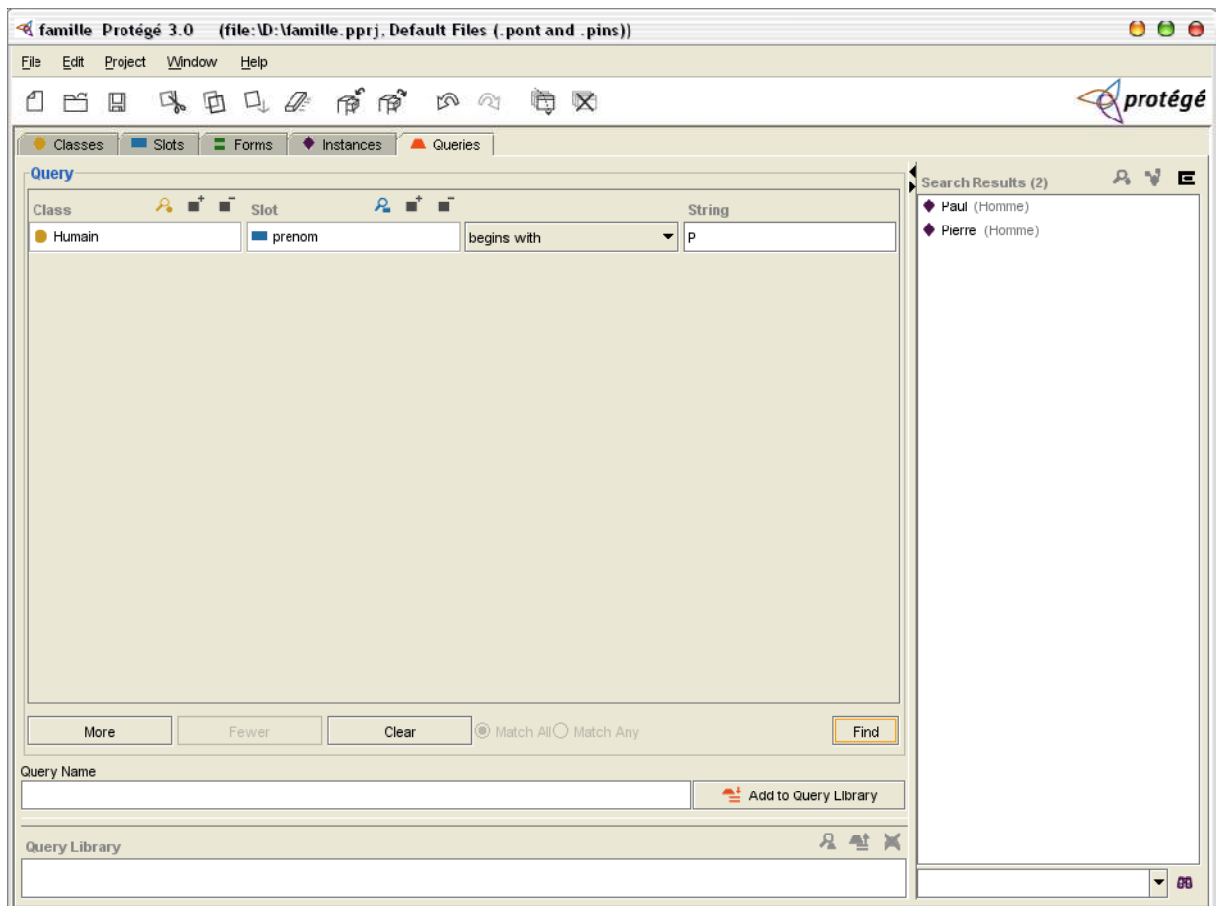 famille Protégé 3.0 (file:\D:\famille.pprj, Default Files (.pont and .pins))
File Edit Project Window Help
protégé
Classes Slots Forms Instances Queries
Query
Class Slot String
Humain prenom begins with P
More Fewer Clear Match All Match Any Find
Query Name
Add to Query Library
Query Library
Search Results (2)
Paul (Homme)
Pierre (Homme)